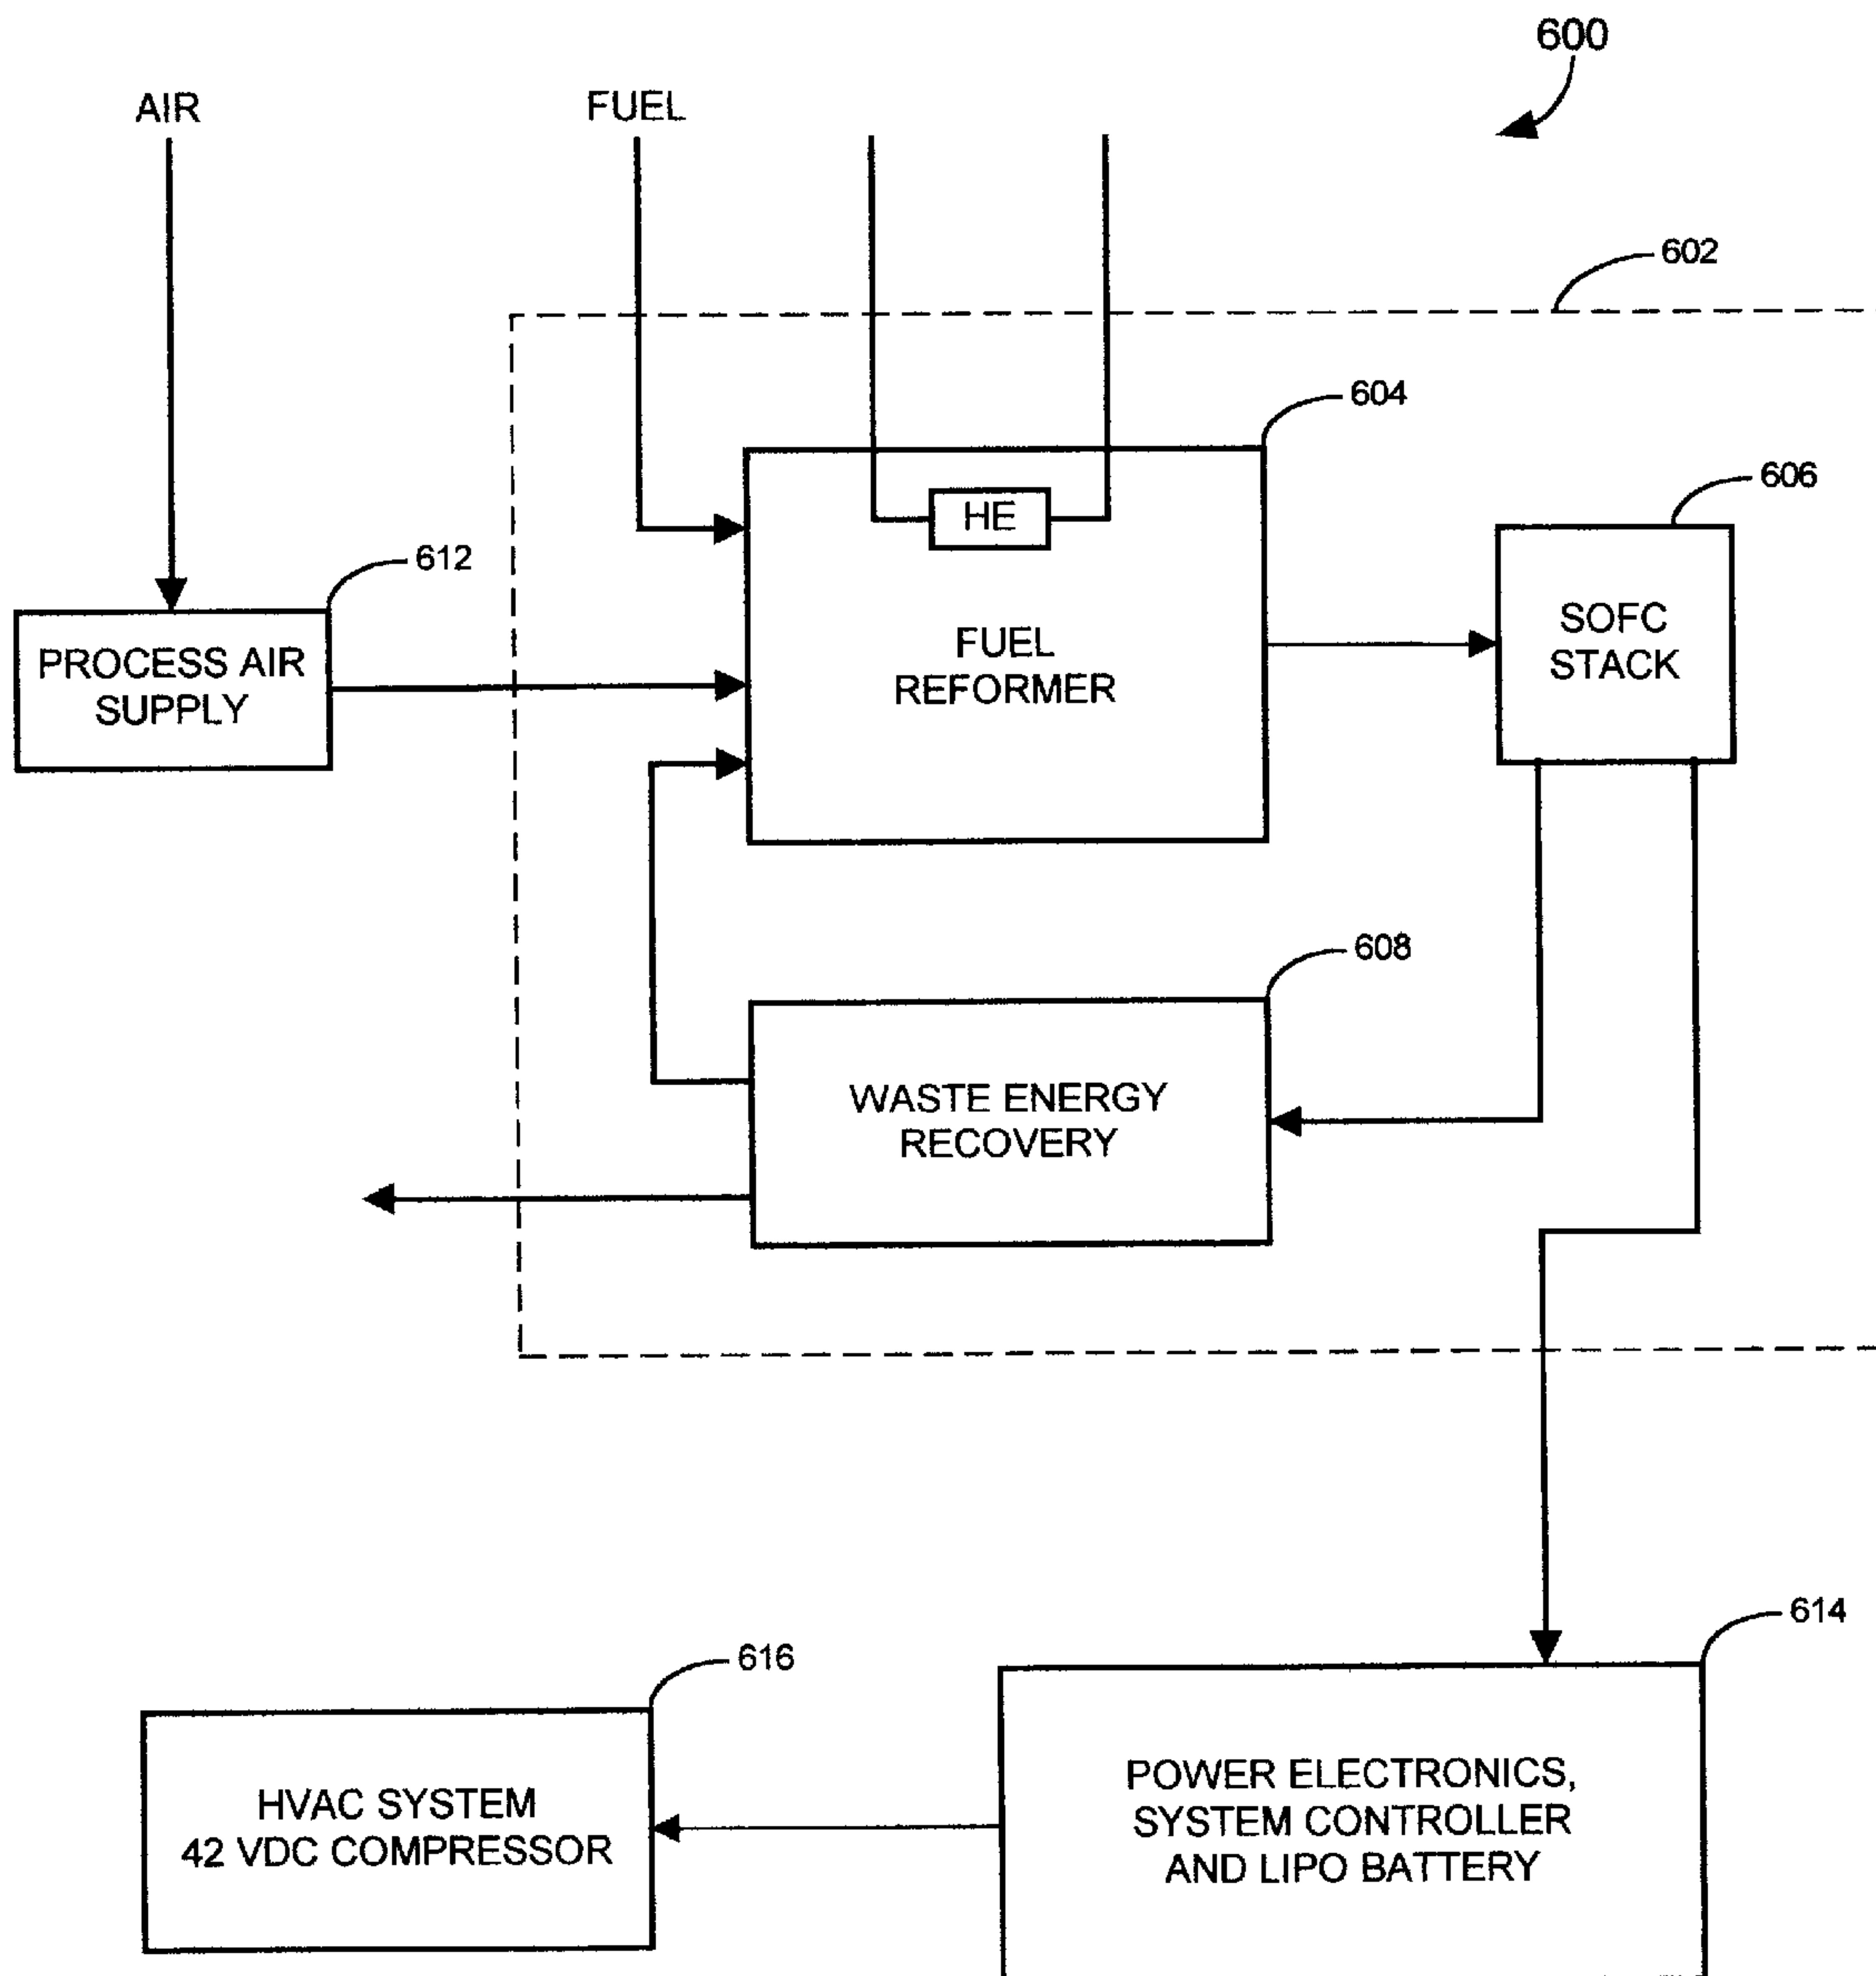 600
AIR
FUEL
602
604
HE
606
612
PROCESS AIR
SUPPLY
FUEL
REFORMER
SOFC
STACK
608
WASTE ENERGY
RECOVERY
614
616
HVAC SYSTEM
42 VDC COMPRESSOR
POWER ELECTRONICS,
SYSTEM CONTROLLER
AND LIPO BATTERY